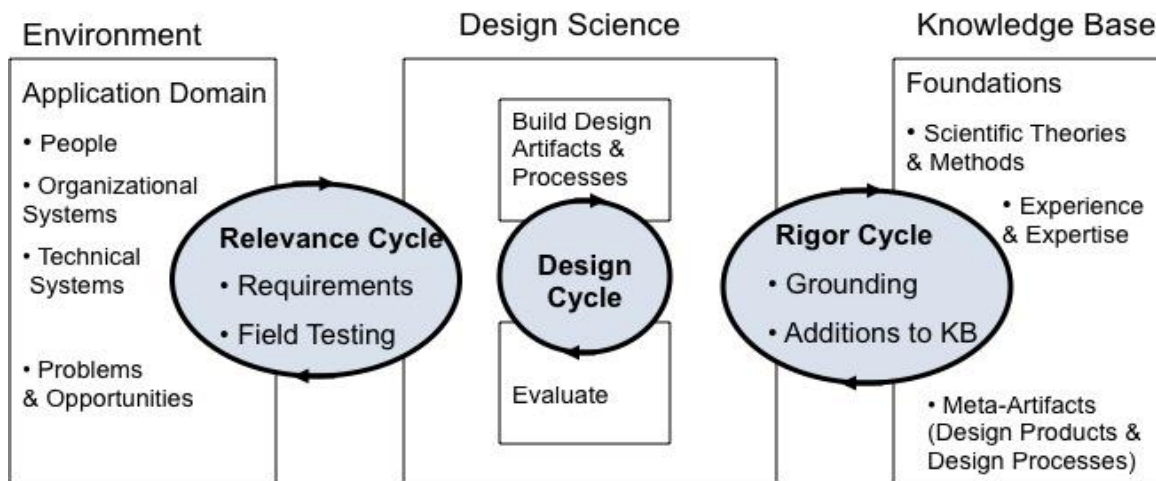 Environment
Application Domain
• People
• Organizational
Systems
• Technical
Systems
• Problems
& Opportunities
Relevance Cycle
• Requirements
• Field Testing
Design Science
Build Design
Artifacts &
Processes
Design
Cycle
Evaluate
Rigor Cycle
• Grounding
• Additions to KB
Knowledge Base
Foundations
• Scientific Theories
& Methods
• Experience
& Expertise
• Meta-Artifacts
(Design Products &
Design Processes)